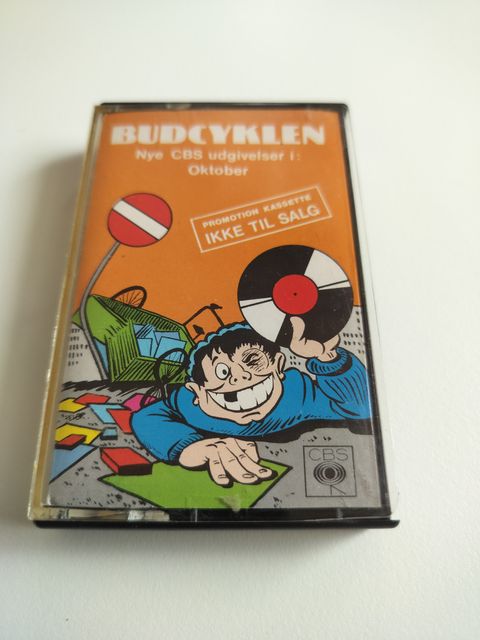 BUDCYKLEN
Nye CBS udgivelser i:
Oktober
PROMOTION KASSETTE
IKKE TIL SALG
CBS